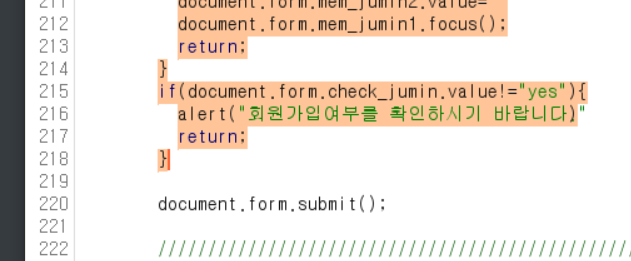 211 document.form.mem_jumin2.value=
212 document.form.mem_jumin1.focus();
213 return;
214 }
215 if(document.form.check_jumin.value!="yes"){
216 alert("회원가입여부를 확인하시기 바랍니다)"
217 return;
218 }
219
220 document.form.submit();
221
222 ////////////////////////////////////////////////